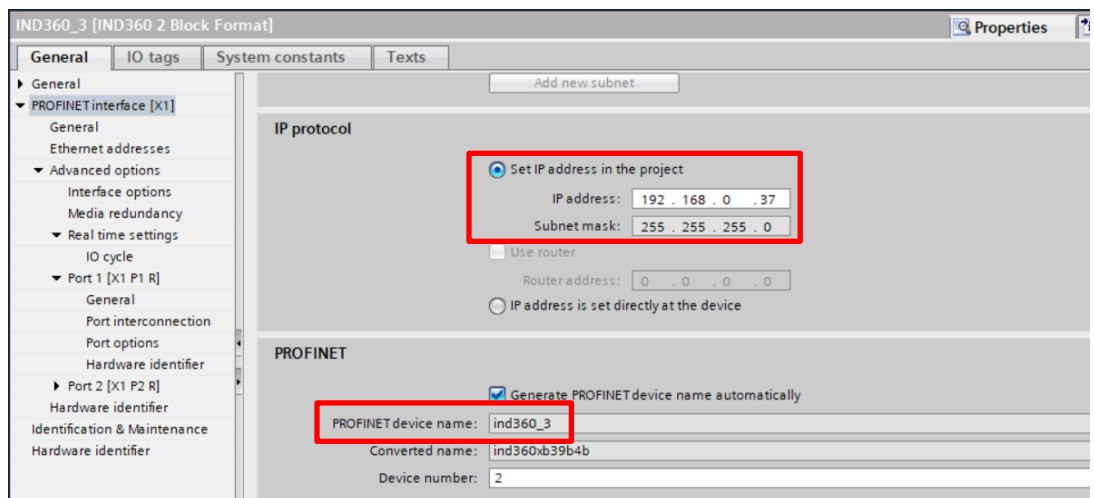 IND360_3 [IND360 2 Block Format]
Properties
General IO tags System constants Texts
General
PROFINET interface [X1]
General
Ethernet addresses
Advanced options
Interface options
Media redundancy
Real time settings
IO cycle
Port 1 [X1 P1 R]
General
Port interconnection
Port options
Hardware identifier
Port 2 [X1 P2 R]
Hardware identifier
Identification & Maintenance
Hardware identifier
Add new subnet
IP protocol
Set IP address in the project
IP address: 192 . 168 . 0 . 37
Subnet mask: 255 . 255 . 255 . 0
Use router
Router address: 0 . 0 . 0 . 0
IP address is set directly at the device
PROFINET
Generate PROFINET device name automatically
PROFINET device name: ind360_3
Converted name: ind360xb39b4b
Device number: 2